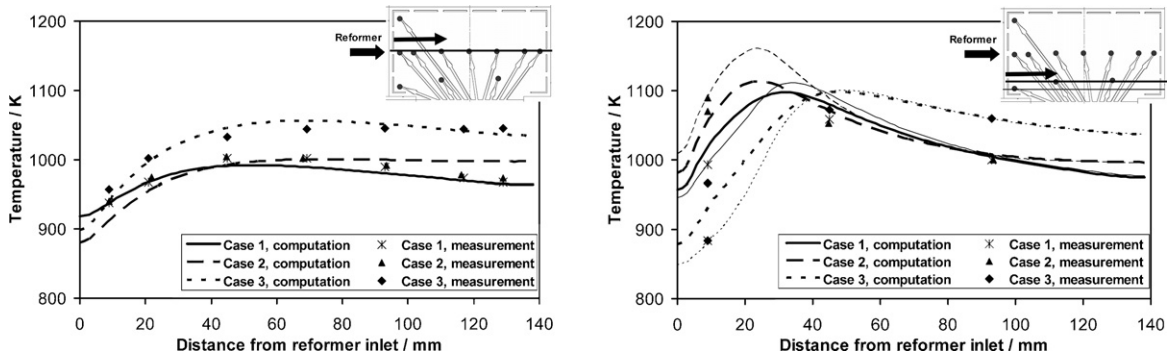 1200
1100
1000
900
800
Temperature / K
0
20
40
60
80
100
120
140
Distance from reformer inlet / mm
Reformer
Case 1, computation
Case 2, computation
Case 3, computation
Case 1, measurement
Case 2, measurement
Case 3, measurement
1200
1100
1000
900
800
Temperature / K
0
20
40
60
80
100
120
140
Distance from reformer inlet / mm
Reformer
Case 1, computation
Case 2, computation
Case 3, computation
Case 1, measurement
Case 2, measurement
Case 3, measurement